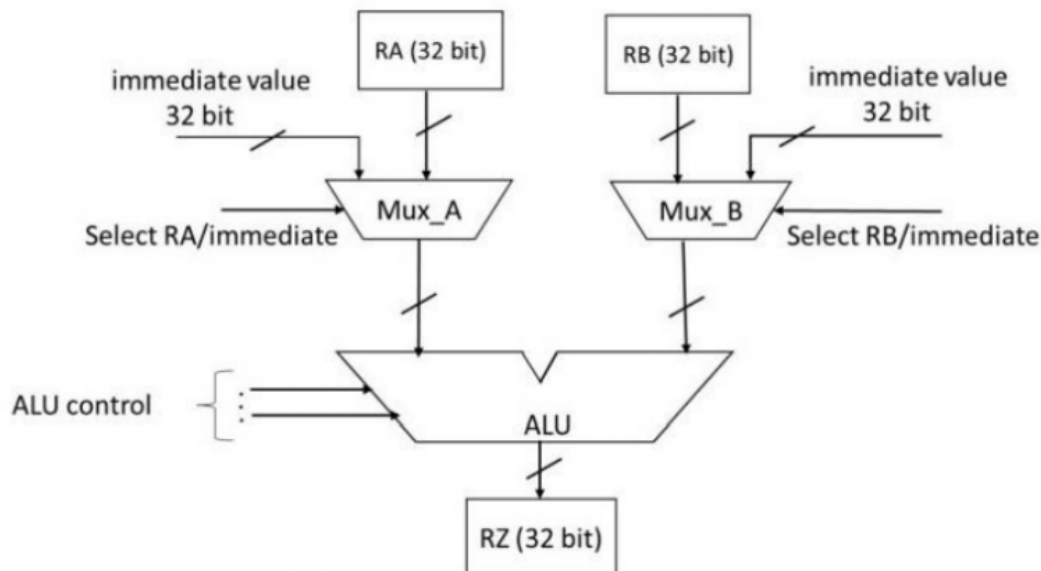 RA (32 bit)
RB (32 bit)
immediate value
32 bit
immediate value
32 bit
Mux_A
Mux_B
Select RA/immediate
Select RB/immediate
ALU control
ALU
RZ (32 bit)